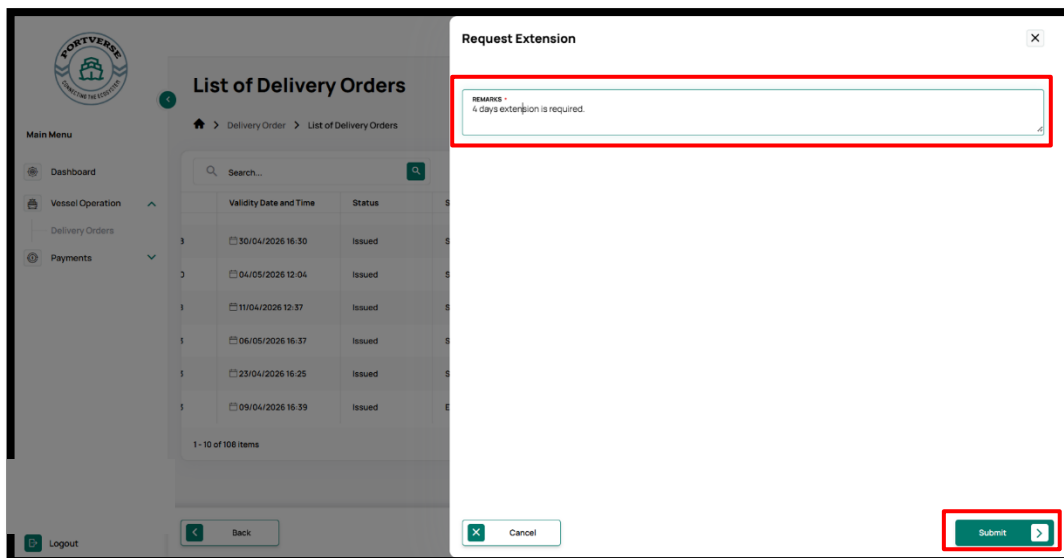 PORTVERSE
CONNECTING THE ECOSYSTEM
Main Menu
Dashboard
Vessel Operation
Delivery Orders
Payments
Logout
List of Delivery Orders
Delivery Order > List of Delivery Orders
Search...
Validity Date and Time Status S
30/04/2026 16:30 Issued S
04/05/2026 12:04 Issued S
11/04/2026 12:37 Issued S
06/05/2026 16:37 Issued S
23/04/2026 16:25 Issued S
09/04/2026 16:39 Issued E
1 - 10 of 108 items
Back
Request Extension
REMARKS *
4 days extension is required.
Cancel
Submit